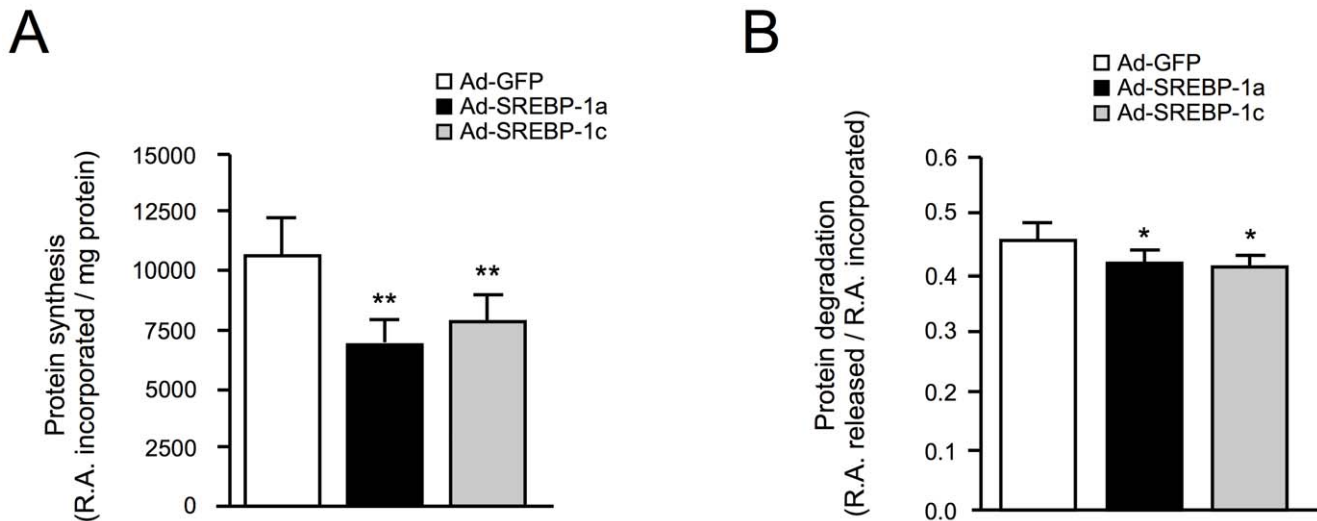 A
Ad-GFP
Ad-SREBP-1a
Ad-SREBP-1c
Protein synthesis
(R.A. incorporated / mg protein)
15000
12500
10000
7500
5000
2500
0
**
**
B
Ad-GFP
Ad-SREBP-1a
Ad-SREBP-1c
Protein degradation
(R.A. released / R.A. incorporated)
0.6
0.5
0.4
0.3
0.2
0.1
0.0
*
*